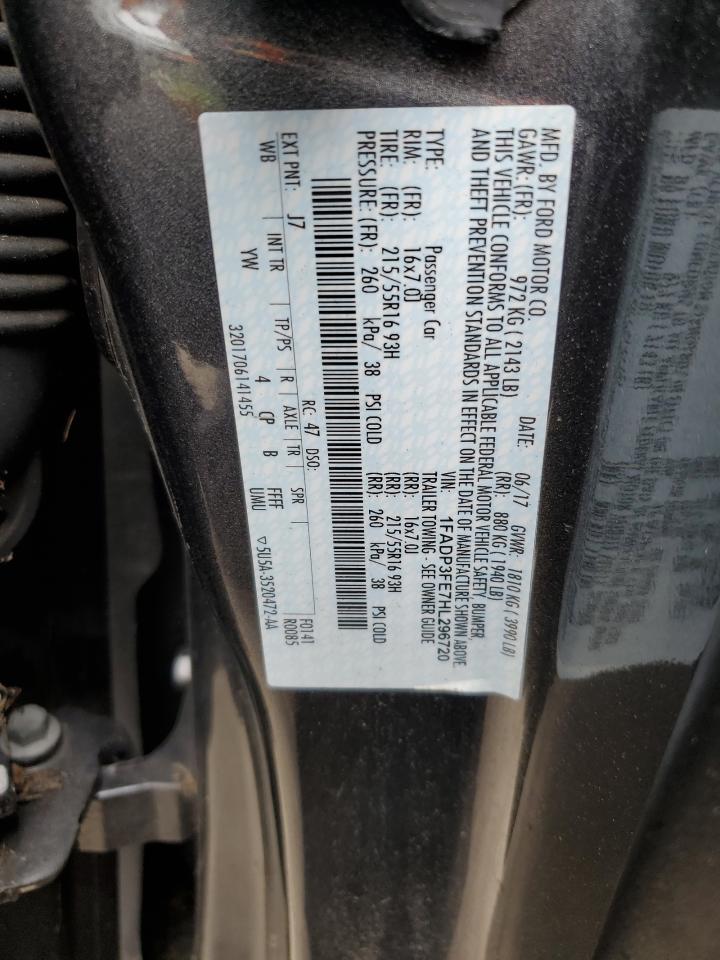 MFD. BY FORD MOTOR CO.
DATE: 06/17 GVWR: 1810 KG ( 3990 LB)
GAWR: (FR): 972 KG ( 2143 LB) (RR): 880 KG ( 1940 LB)
THIS VEHICLE CONFORMS TO ALL APPLICABLE FEDERAL MOTOR VEHICLE SAFETY, BUMPER,
AND THEFT PREVENTION STANDARDS IN EFFECT ON THE DATE OF MANUFACTURE SHOWN ABOVE.
VIN: 1FADP3FE7HL296720
TYPE: Passenger Car TRAILER TOWING - SEE OWNER GUIDE
RIM: (FR): 16x7.0J (RR): 16x7.0J
TIRE: (FR): 215/55R16 93H (RR): 215/55R16 93H
PRESSURE: (FR): 260 kPa/ 38 PSI COLD (RR): 260 kPa/ 38 PSI COLD
EXT PNT: J7 RC: 47 DSO: F0141
WB INT TR TP/PS R AXLE TR SPR R0085
YW 4 CP B FFFF UMU
3201706141455 ▽5U5A-3520472-AA